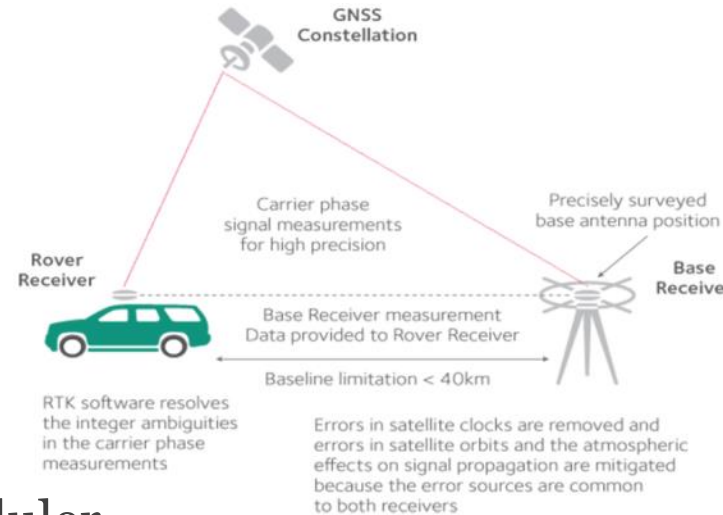 GNSS
Constellation
Carrier phase
signal measurements
for high precision
Precisely surveyed
base antenna position
Rover
Receiver
Base
Receive
Base Receiver measurement
Data provided to Rover Receiver
Baseline limitation < 40km
RTK software resolves
the integer ambiguities
in the carrier phase
measurements
Errors in satellite clocks are removed and
errors in satellite orbits and the atmospheric
effects on signal propagation are mitigated
because the error sources are common
to both receivers